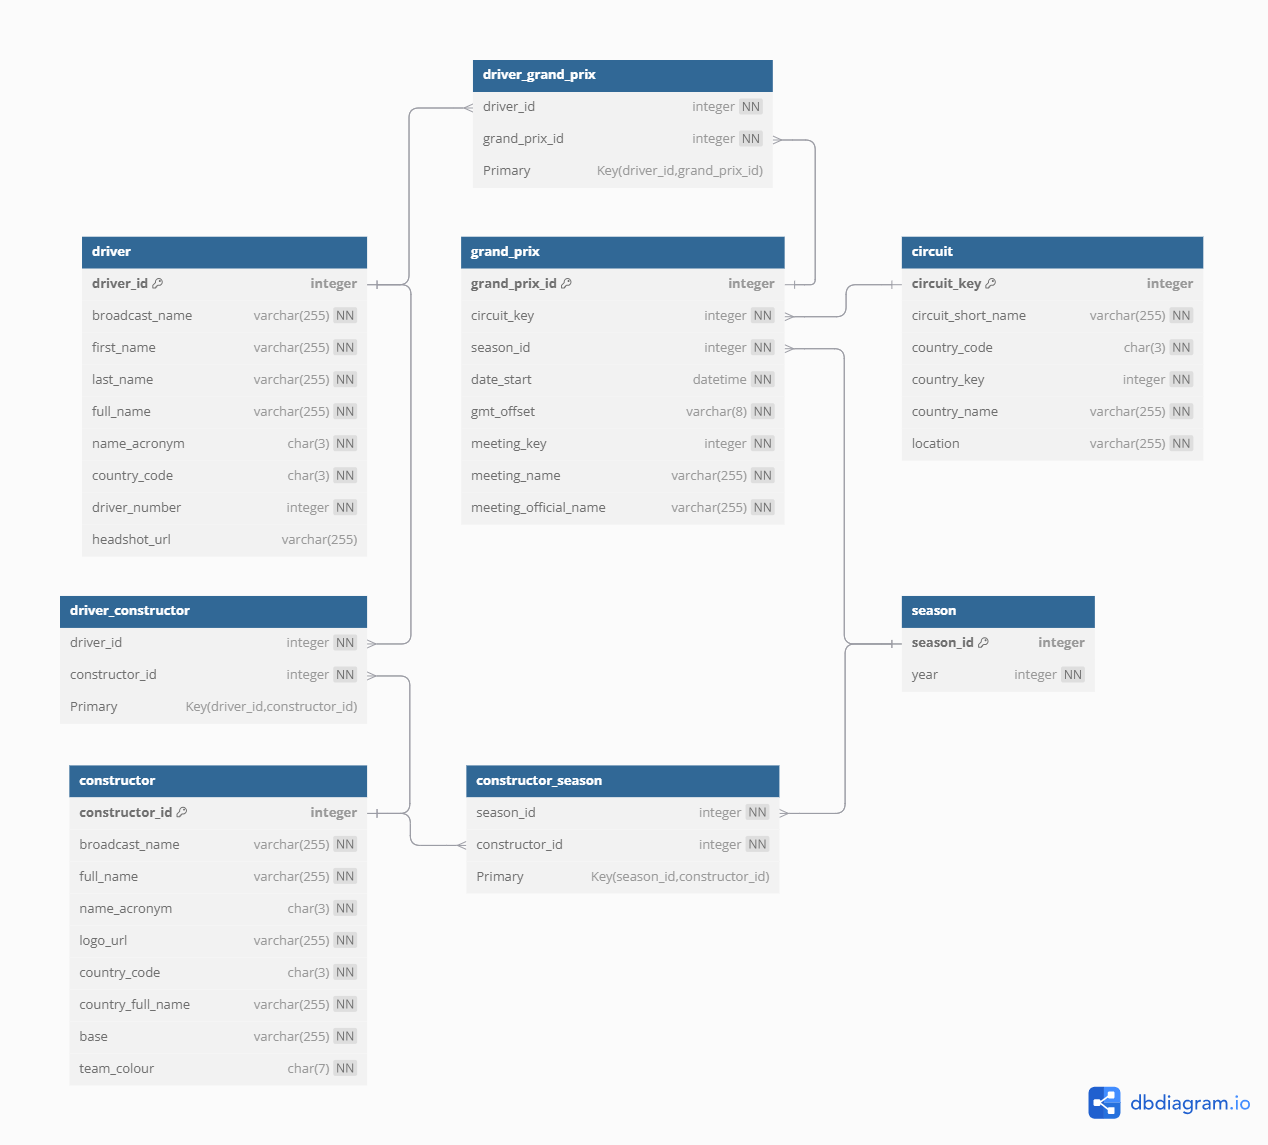 driver_grand_prix
driver_id integer NN
grand_prix_id integer NN
Primary Key(driver_id,grand_prix_id)
driver
driver_id integer
broadcast_name varchar(255) NN
first_name varchar(255) NN
last_name varchar(255) NN
full_name varchar(255) NN
name_acronym char(3) NN
country_code char(3) NN
driver_number integer NN
headshot_url varchar(255)
grand_prix
grand_prix_id integer
circuit_key integer NN
season_id integer NN
date_start datetime NN
gmt_offset varchar(8) NN
meeting_key integer NN
meeting_name varchar(255) NN
meeting_official_name varchar(255) NN
circuit
circuit_key integer
circuit_short_name varchar(255) NN
country_code char(3) NN
country_key integer NN
country_name varchar(255) NN
location varchar(255) NN
driver_constructor
driver_id integer NN
constructor_id integer NN
Primary Key(driver_id,constructor_id)
season
season_id integer
year integer NN
constructor
constructor_id integer
broadcast_name varchar(255) NN
full_name varchar(255) NN
name_acronym char(3) NN
logo_url varchar(255) NN
country_code char(3) NN
country_full_name varchar(255) NN
base varchar(255) NN
team_colour char(7) NN
constructor_season
season_id integer NN
constructor_id integer NN
Primary Key(season_id,constructor_id)
dbdiagram.io